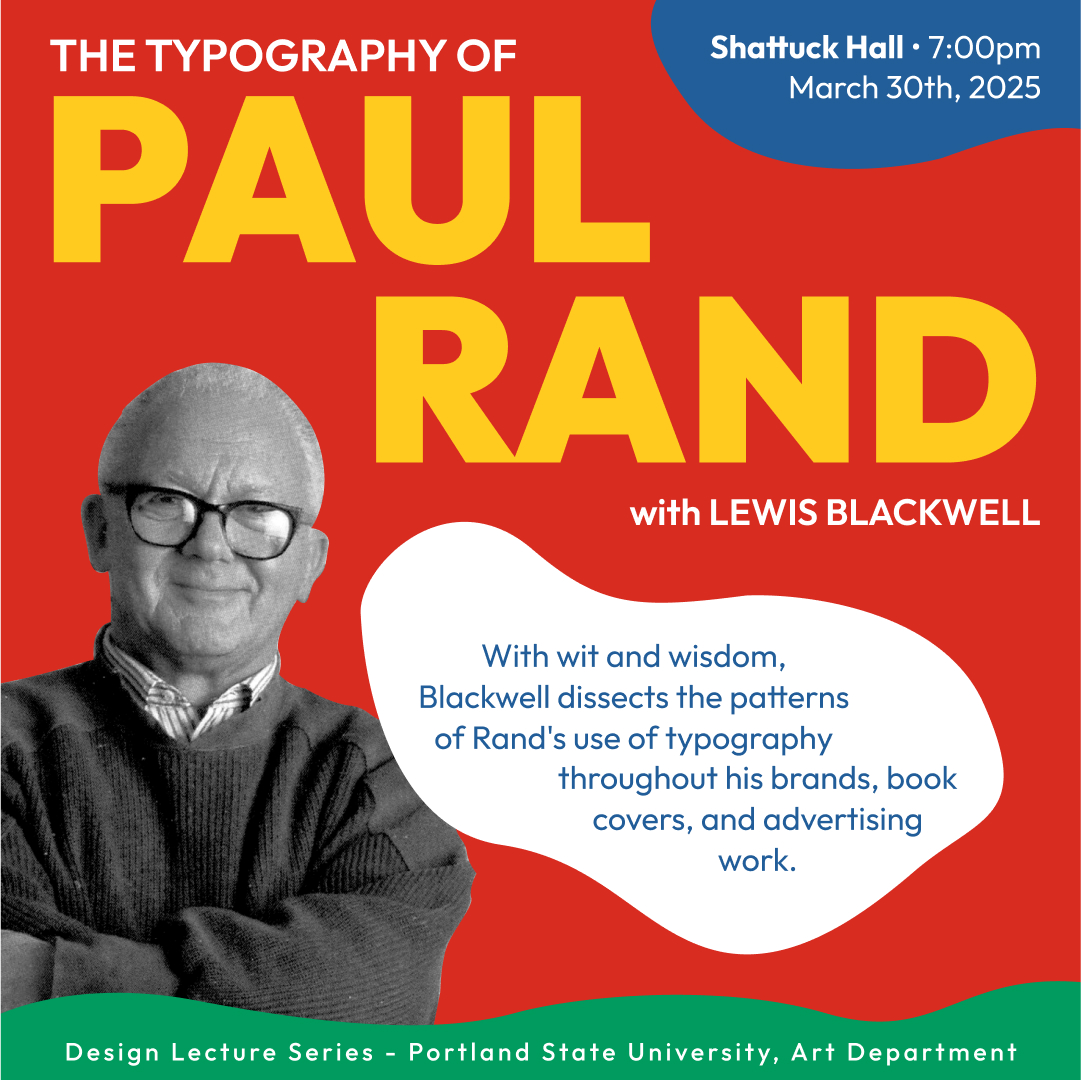 THE TYPOGRAPHY OF
PAUL
RAND
with LEWIS BLACKWELL
Shattuck Hall • 7:00pm
March 30th, 2025
With wit and wisdom,
Blackwell dissects the patterns
of Rand's use of typography
throughout his brands, book
covers, and advertising
work.
Design Lecture Series - Portland State University, Art Department